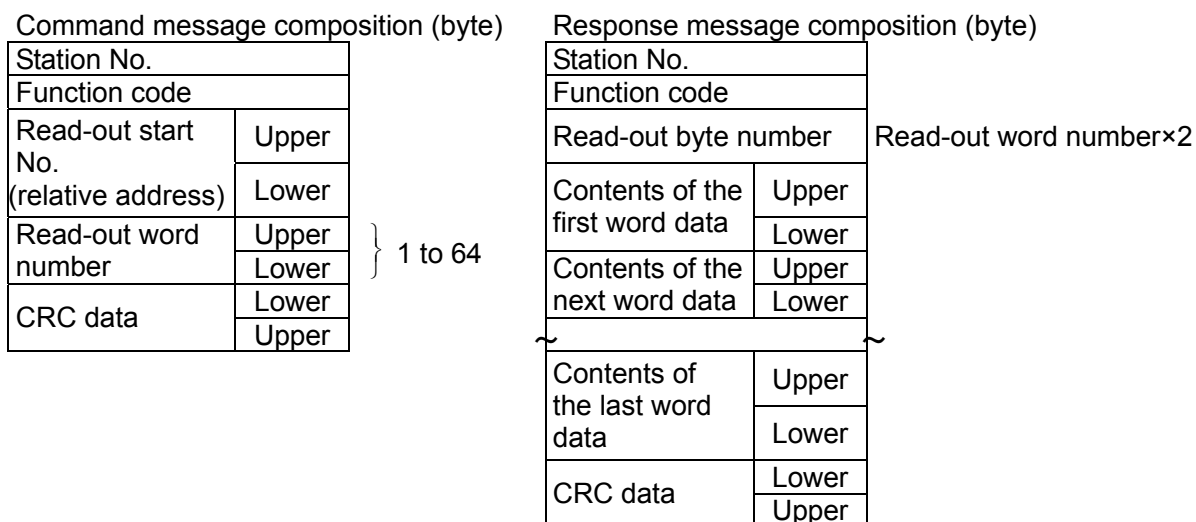 Command message composition (byte)
Station No.
Function code
Read-out start
No.
(relative address)
Upper
Lower
Read-out word
number
Upper
Lower
1 to 64
CRC data
Lower
Upper
Response message composition (byte)
Station No.
Function code
Read-out byte number
Read-out word number×2
Contents of the
first word data
Upper
Lower
Contents of the
next word data
Upper
Lower
~ ~
Contents of
the last word
data
Upper
Lower
CRC data
Lower
Upper